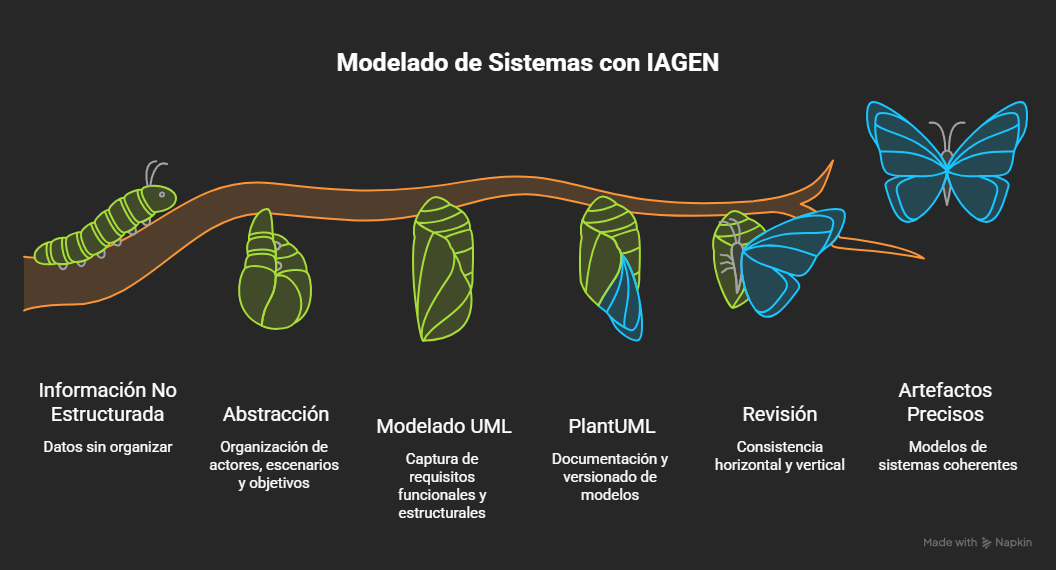 Modelado de Sistemas con IAGEN
Información No
Estructurada
Datos sin organizar
Abstracción
Organización de
actores, escenarios
y objetivos
Modelado UML
Captura de
requisitos
funcionales y
estructurales
PlantUML
Documentación y
versionado de
modelos
Revisión
Consistencia
horizontal y vertical
Artefactos
Precisos
Modelos de
sistemas coherentes
Made with Napkin